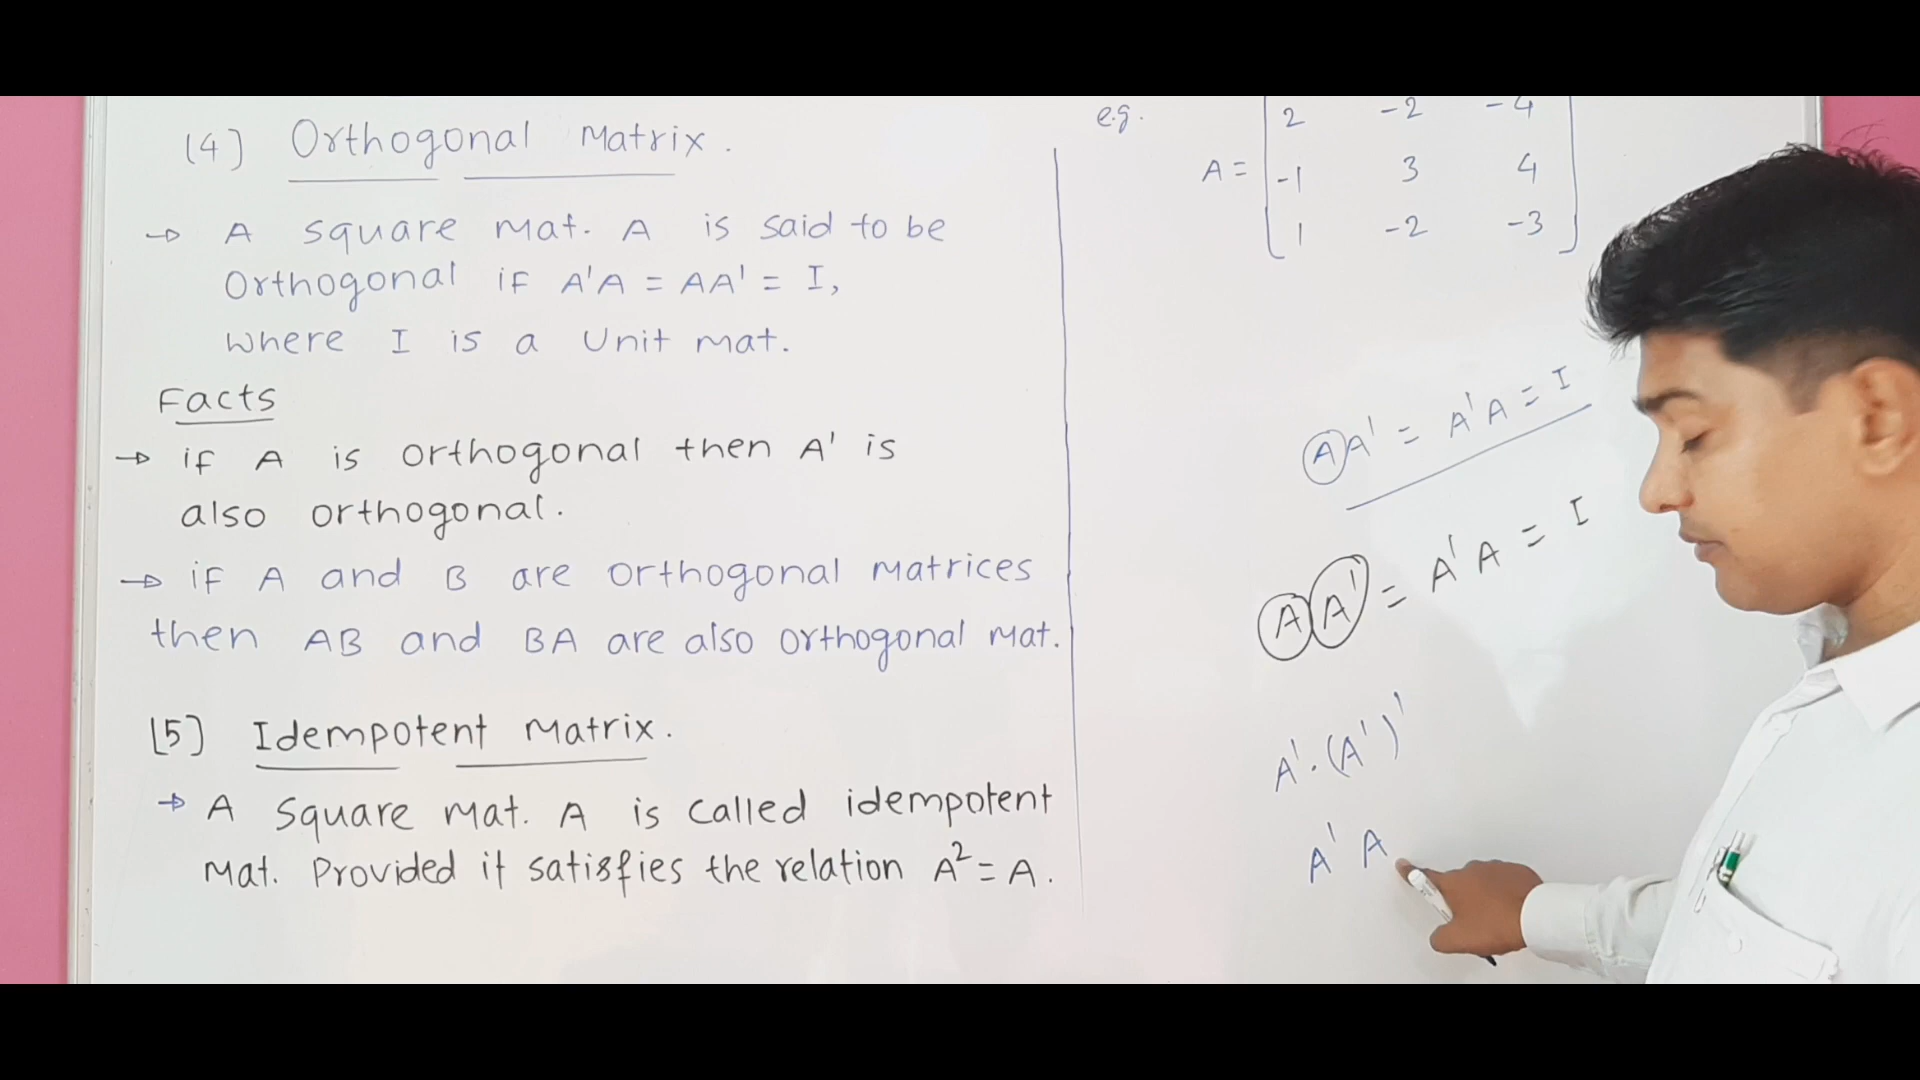 [4] Orthogonal Matrix.
→ A square mat. A is said to be
Orthogonal if A'A = AA' = I,
where I is a Unit mat.
Facts
→ if A is orthogonal then A' is
also orthogonal.
→ if A and B are orthogonal matrices
then AB and BA are also orthogonal mat.
[5] Idempotent Matrix.
→ A square mat. A is called idempotent
mat. Provided it satisfies the relation A² = A.
e.g.
2 -2 -4
A = -1 3 4
1 -2 -3
AA' = A'A = I
AA' = A'A = I
A'.(A')'
A'A